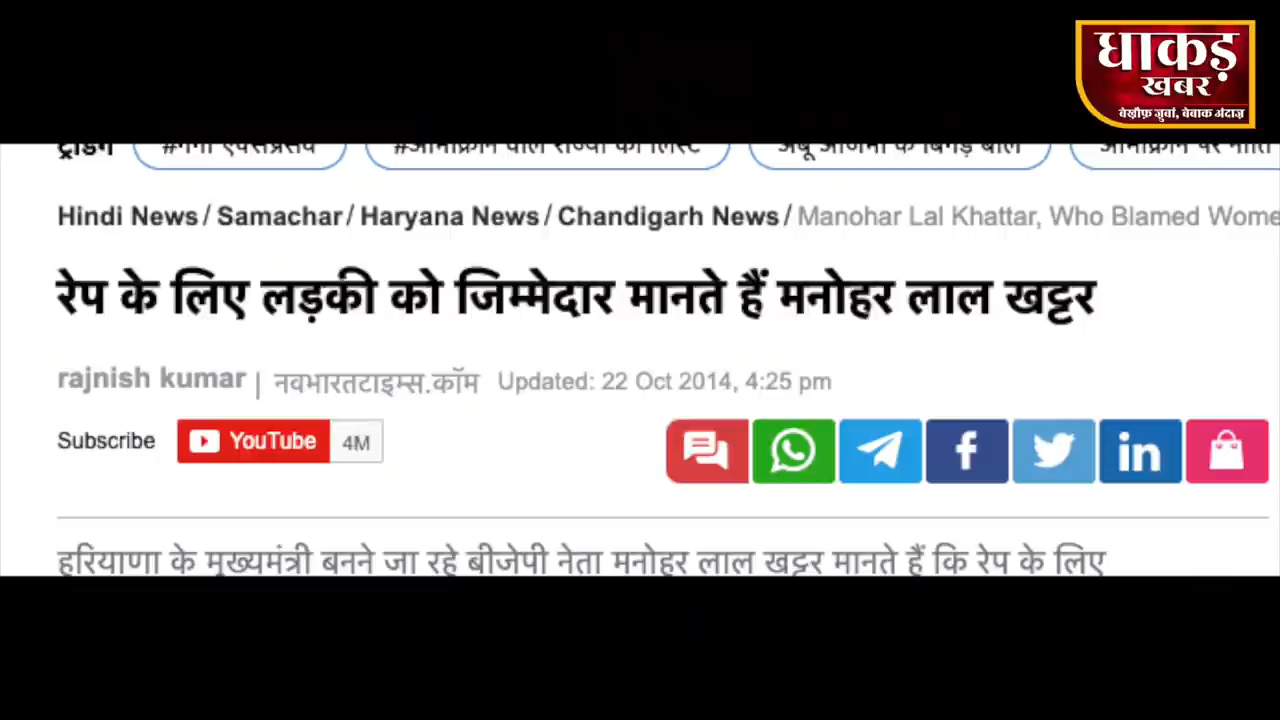 धाकड़
खबर
बेख़ौफ़ जुबां, बेबाक अंदाज़
ट्रेंडिंग
Hindi News / Samachar / Haryana News / Chandigarh News / Manohar Lal Khattar, Who Blamed Wome
रेप के लिए लड़की को जिम्मेदार मानते हैं मनोहर लाल खट्टर
rajnish kumar | नवभारतटाइम्स.कॉम Updated: 22 Oct 2014, 4:25 pm
Subscribe YouTube 4M
हरियाणा के मुख्यमंत्री बनने जा रहे बीजेपी नेता मनोहर लाल खट्टर मानते हैं कि रेप के लिए